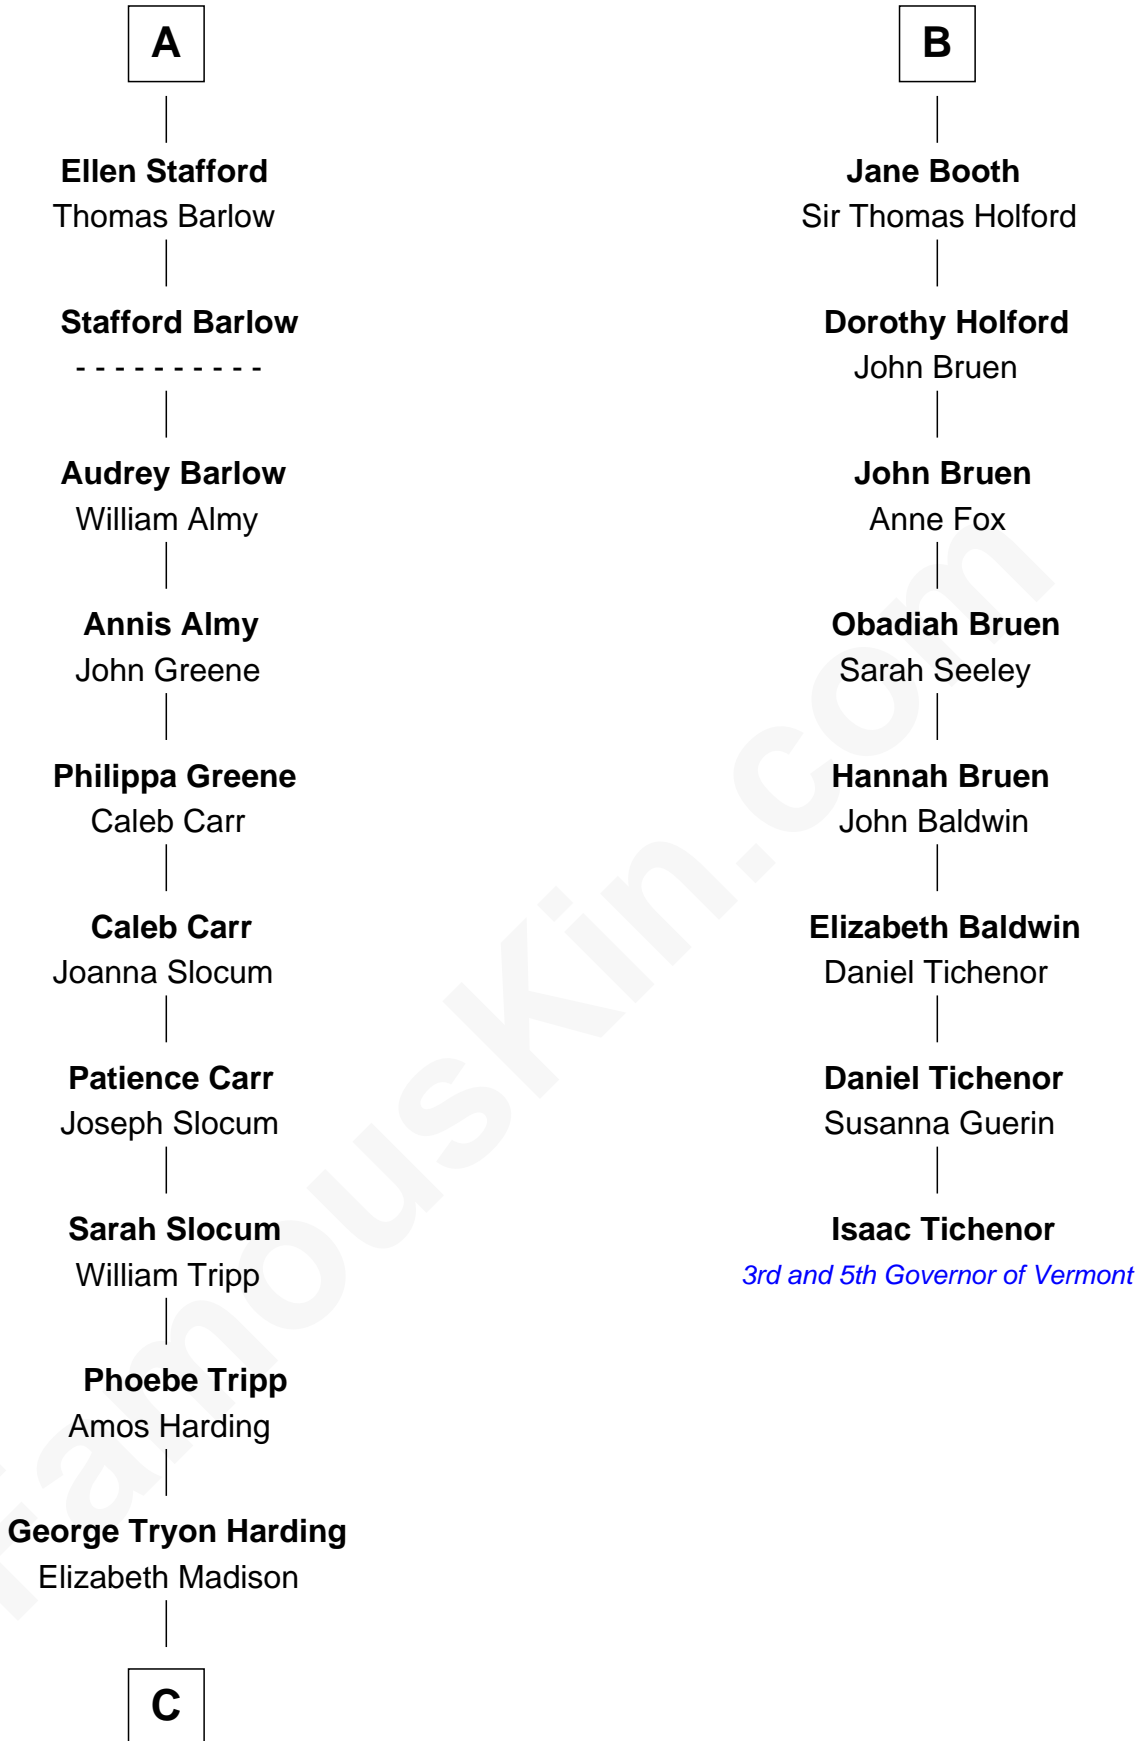 A
Ellen Stafford
Thomas Barlow
Stafford Barlow
- - - - - - - - - -
Audrey Barlow
William Almy
Annis Almy
John Greene
Philippa Greene
Caleb Carr
Caleb Carr
Joanna Slocum
Patience Carr
Joseph Slocum
Sarah Slocum
William Tripp
Phoebe Tripp
Amos Harding
George Tryon Harding
Elizabeth Madison
C
B
Jane Booth
Sir Thomas Holford
Dorothy Holford
John Bruen
John Bruen
Anne Fox
Obadiah Bruen
Sarah Seeley
Hannah Bruen
John Baldwin
Elizabeth Baldwin
Daniel Tichenor
Daniel Tichenor
Susanna Guerin
Isaac Tichenor
3rd and 5th Governor of Vermont
FamousKin.com